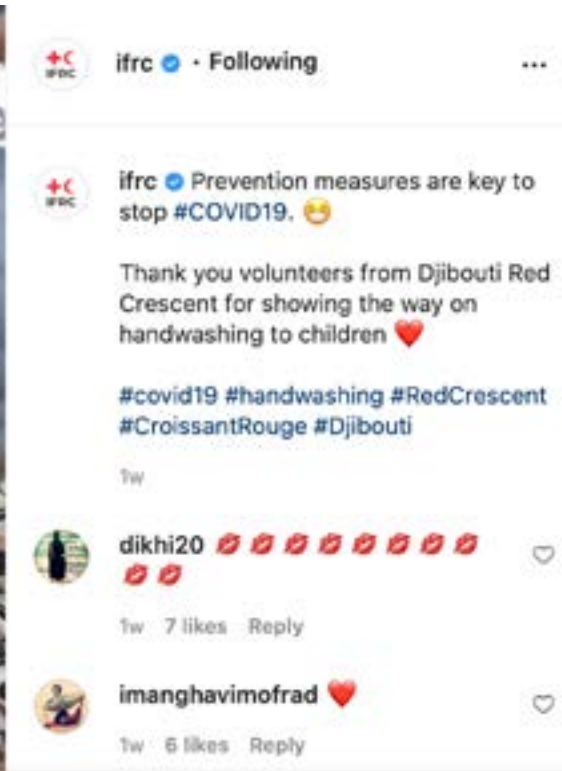 IFRC
ifrc • Following
...
IFRC
ifrc Prevention measures are key to
stop #COVID19. 😷
Thank you volunteers from Djibouti Red
Crescent for showing the way on
handwashing to children ❤️
#covid19 #handwashing #RedCrescent
#CroissantRouge #Djibouti
1w
dikhi20 💋💋💋💋💋💋💋💋
💋💋
1w 7 likes Reply
imanghavimofrad ❤️
1w 6 likes Reply